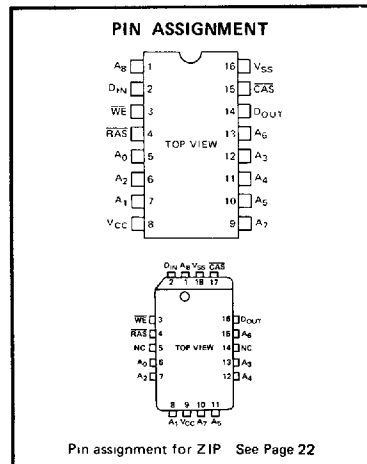 PIN ASSIGNMENT
A8 1 16 VSS
DIN 2 15 CAS
WE 3 14 DOUT
RAS 4 13 A6
TOP VIEW
A0 5 12 A3
A2 6 11 A4
A1 7 10 A5
VCC 8 9 A7
DIN A8 VSS CAS
2 1 18 17
WE 3 16 DOUT
RAS 4 15 A6
NC 5 TOP VIEW 14 NC
A0 6 13 A3
A2 7 12 A4
8 9 10 11
A1 VCC A7 A5
Pin assignment for ZIP See Page 22